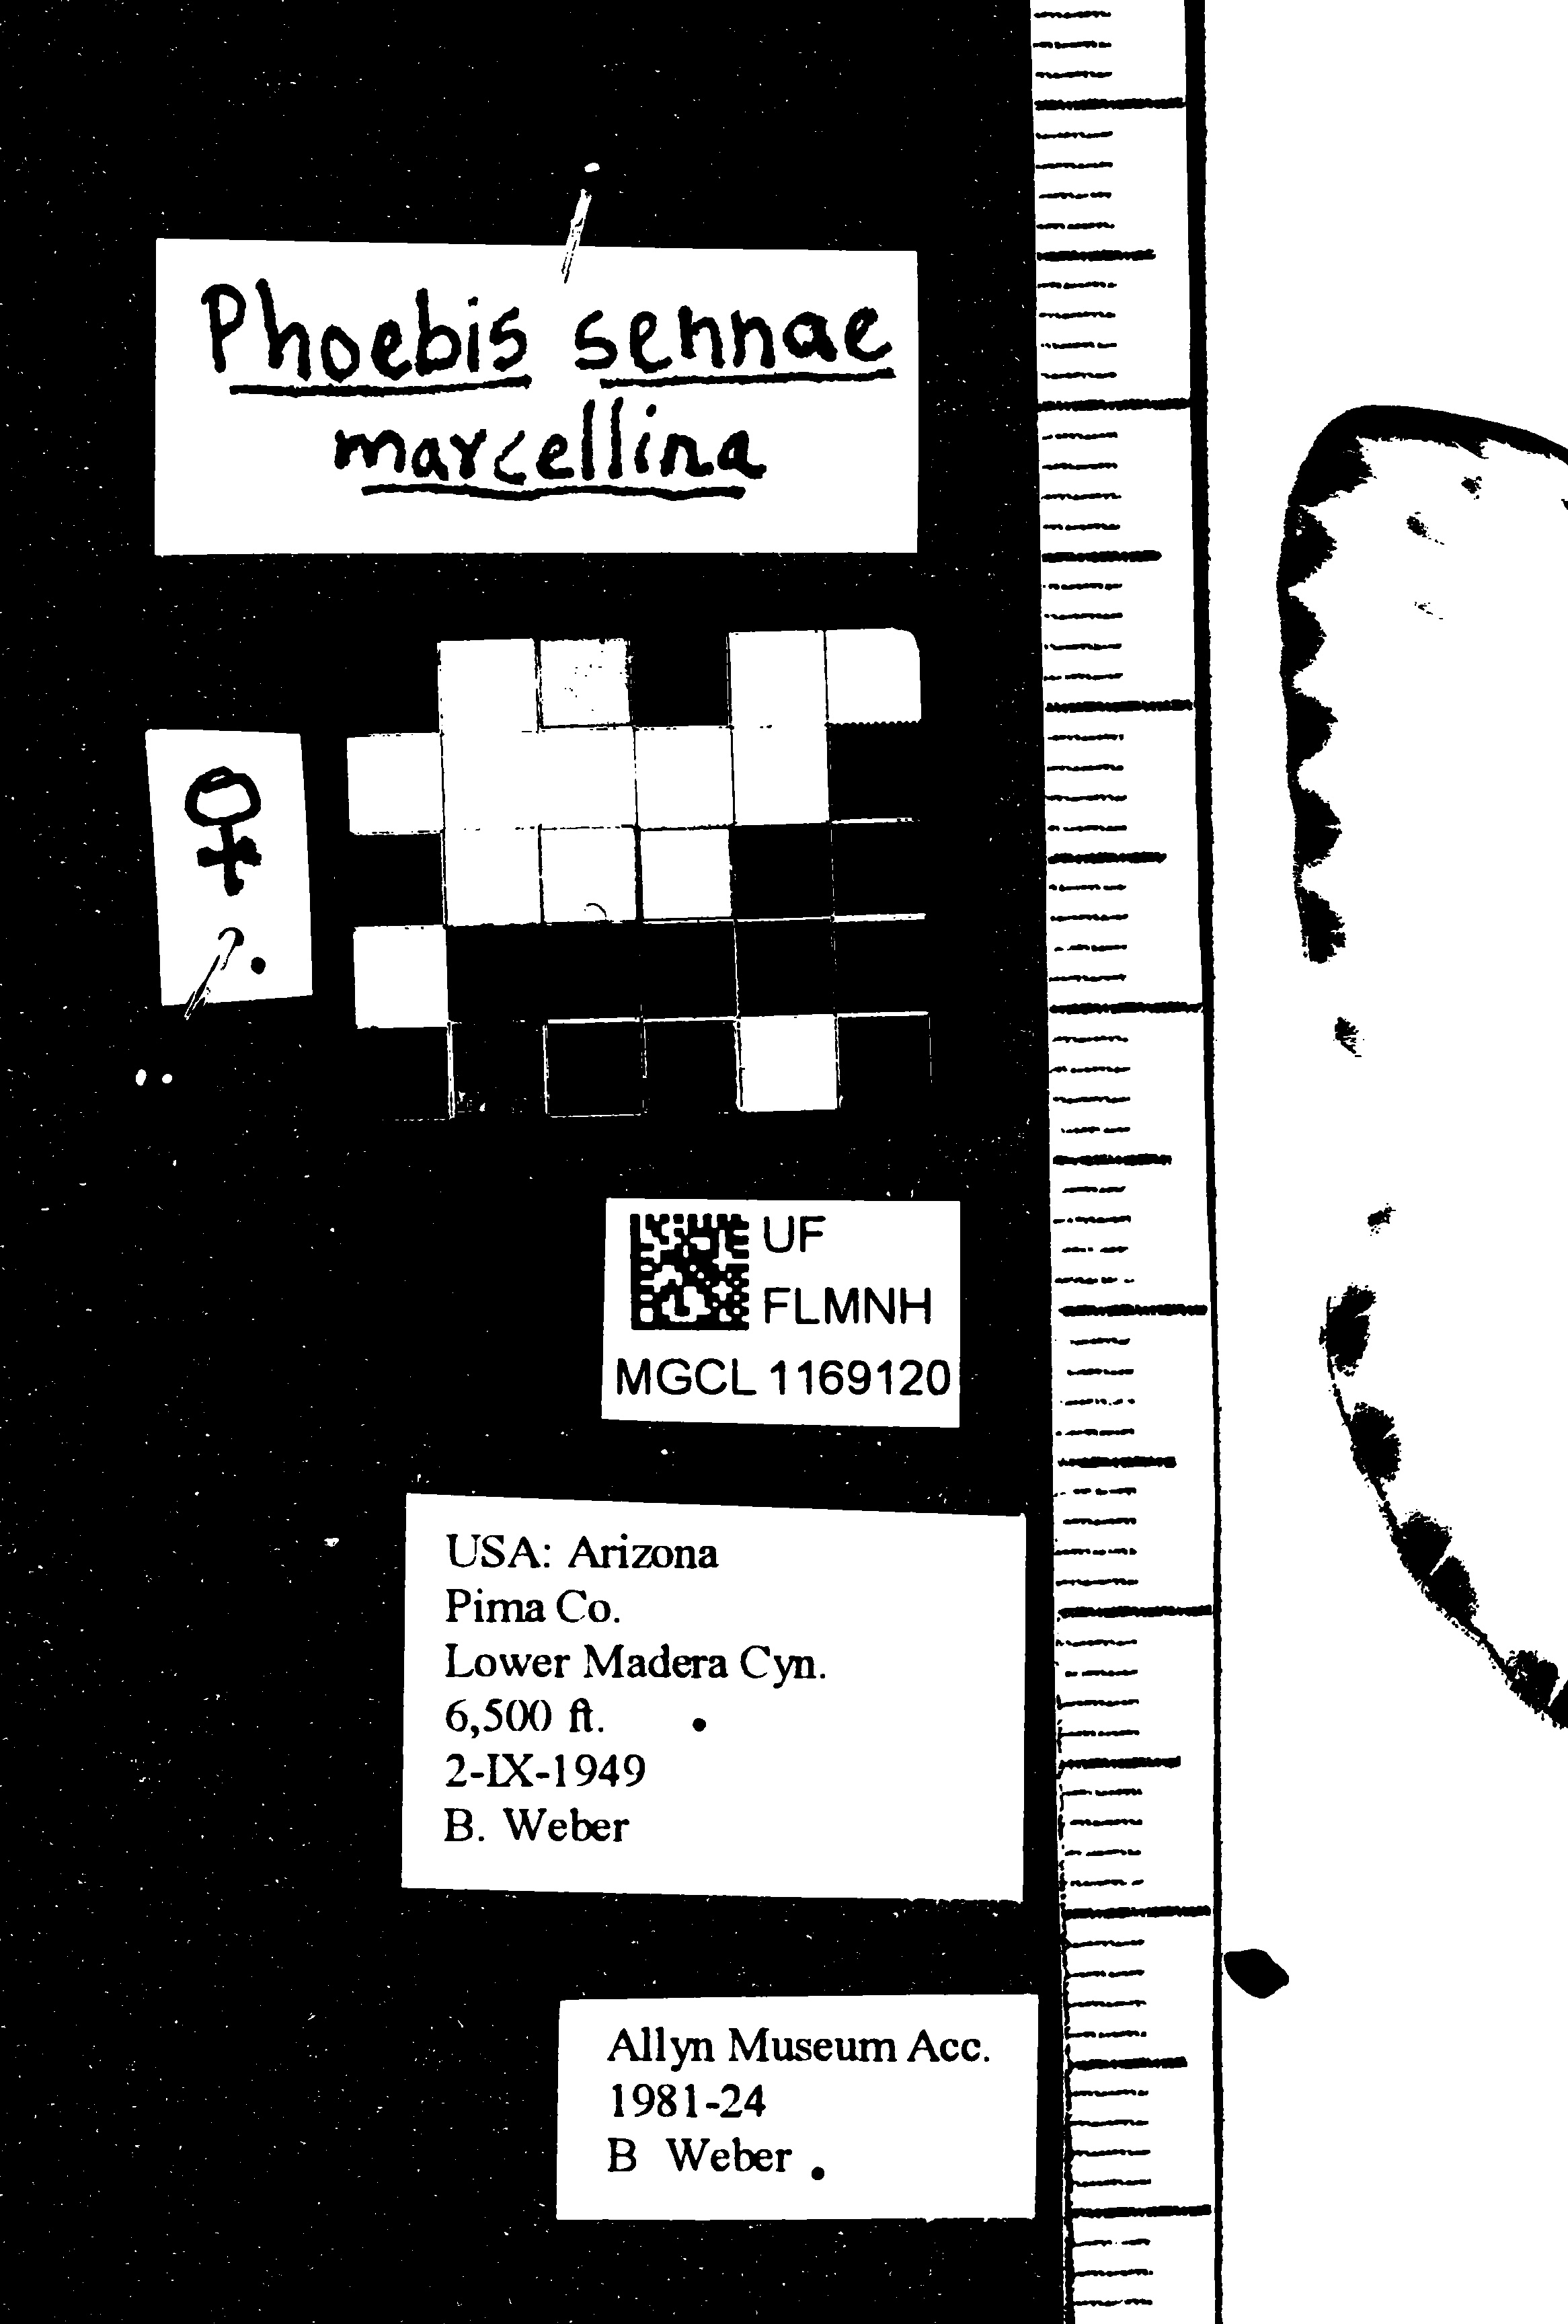 Phoebis sennae
marcellina
♀
UF
FLMNH
MGCL 1169120
USA: Arizona
Pima Co.
Lower Madera Cyn.
6,500 ft.
2-IX-1949
B. Weber
Allyn Museum Acc.
1981-24
B Weber